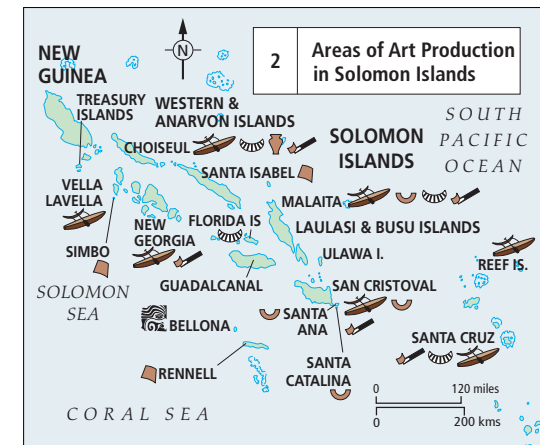 NEW
GUINEA
N
2
Areas of Art Production
in Solomon Islands
TREASURY
ISLANDS
WESTERN &
ANARVON ISLANDS
SOUTH
PACIFIC
OCEAN
CHOISEUL
SOLOMON
ISLANDS
SANTA ISABEL
VELLA
LAVELLA
MALAITA
NEW
GEORGIA
FLORIDA IS
LAULASI & BUSU ISLANDS
SIMBO
ULAWA I.
REEF IS.
SOLOMON
SEA
GUADALCANAL
SAN CRISTOVAL
BELLONA
SANTA
ANA
SANTA CRUZ
RENNELL
SANTA
CATALINA
0
120 miles
0
200 kms
CORAL SEA